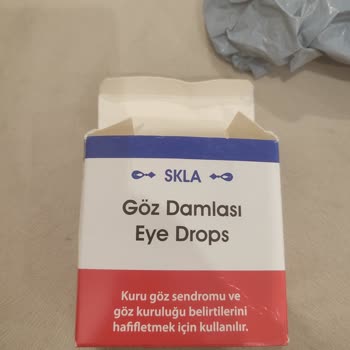 SKLA
Göz Damlası
Eye Drops
Kuru göz sendromu ve
göz kuruluğu belirtilerini
hafifletmek için kullanılır.